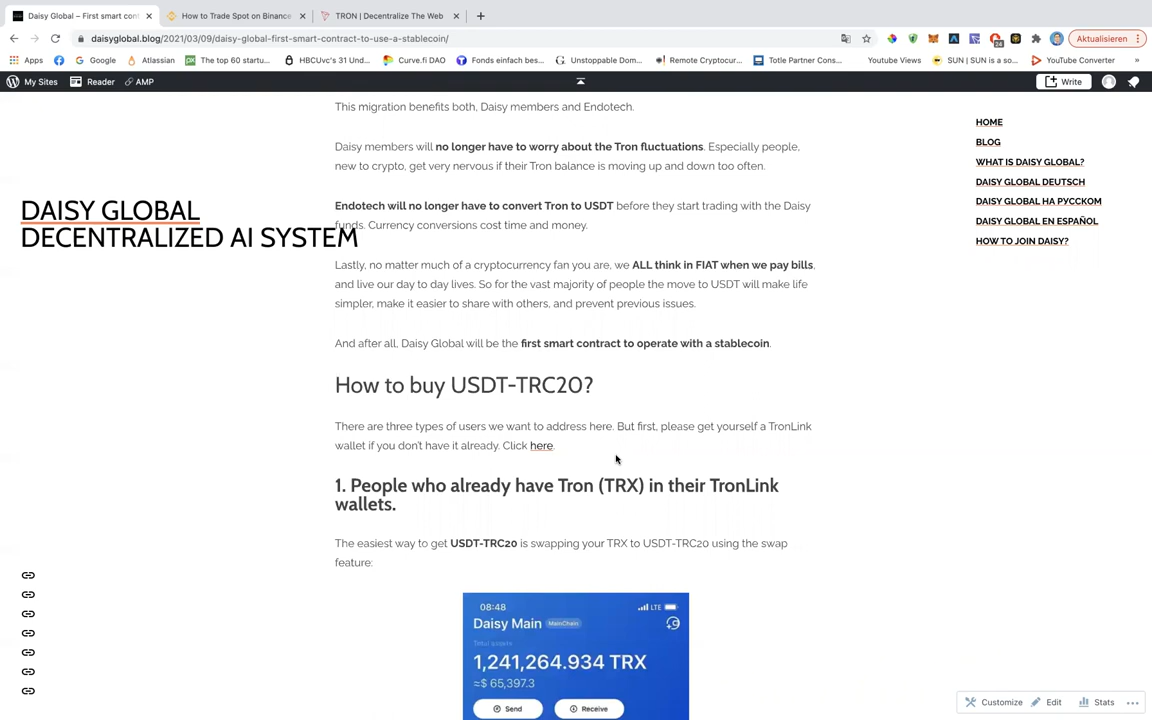 Daisy Global – First smart con
How to Trade Spot on Binance
TRON | Decentralize The Web
daisyglobal.blog/2021/03/09/daisy-global-first-smart-contract-to-use-a-stablecoin/
24
Aktualisieren
Apps
Google
Atlassian
The top 60 startu...
HBCUvc's 31 Und...
Curve.fi DAO
Fonds einfach bes...
Unstoppable Dom...
Remote Cryptocur...
Totle Partner Cons...
Youtube Views
SUN | SUN is a so...
YouTube Converter
»
My Sites
Reader
AMP
Write
This migration benefits both, Daisy members and Endotech.
Daisy members will no longer have to worry about the Tron fluctuations. Especially people,
new to crypto, get very nervous if their Tron balance is moving up and down too often.
Endotech will no longer have to convert Tron to USDT before they start trading with the Daisy
funds. Currency conversions cost time and money.
Lastly, no matter much of a cryptocurrency fan you are, we ALL think in FIAT when we pay bills,
and live our day to day lives. So for the vast majority of people the move to USDT will make life
simpler, make it easier to share with others, and prevent previous issues.
And after all, Daisy Global will be the first smart contract to operate with a stablecoin.
How to buy USDT-TRC20?
There are three types of users we want to address here. But first, please get yourself a TronLink
wallet if you don't have it already. Click here.
1. People who already have Tron (TRX) in their TronLink
wallets.
The easiest way to get USDT-TRC20 is swapping your TRX to USDT-TRC20 using the swap
feature:
08:48
LTE
Daisy Main
MainChain
Total assets
1,241,264.934 TRX
≈$ 65,397.3
Send
Receive
DAISY GLOBAL
DECENTRALIZED AI SYSTEM
HOME
BLOG
WHAT IS DAISY GLOBAL?
DAISY GLOBAL DEUTSCH
DAISY GLOBAL НА РУССКОМ
DAISY GLOBAL EN ESPAÑOL
HOW TO JOIN DAISY?
Customize
Edit
Stats